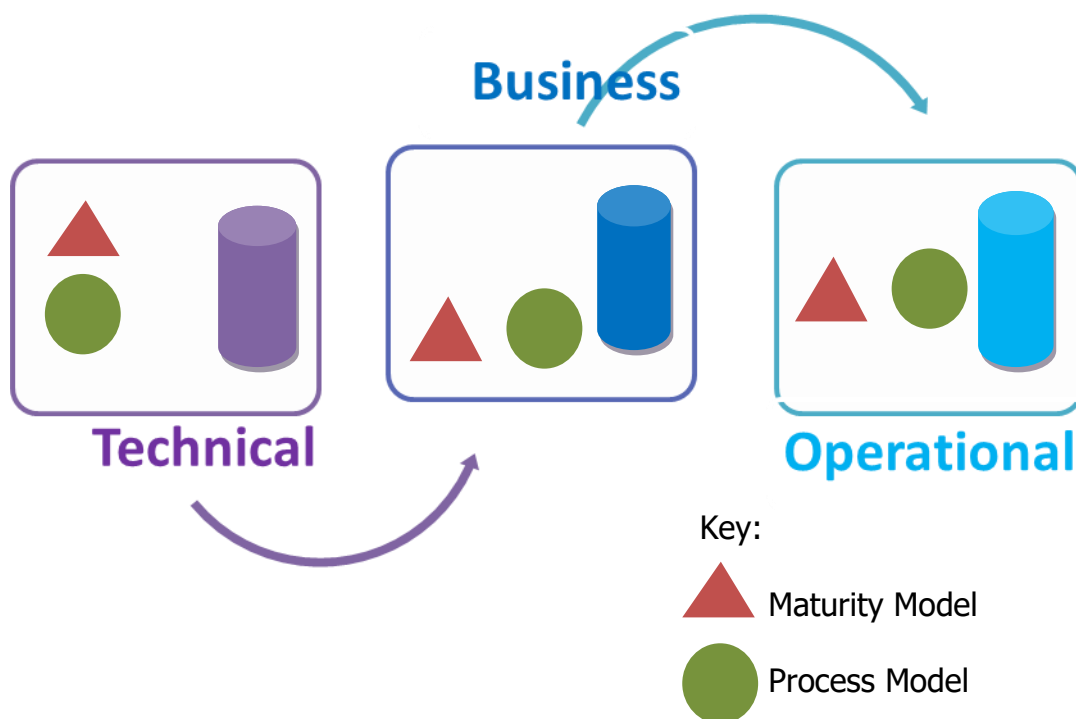 Business
Technical
Operational
Key:
Maturity Model
Process Model